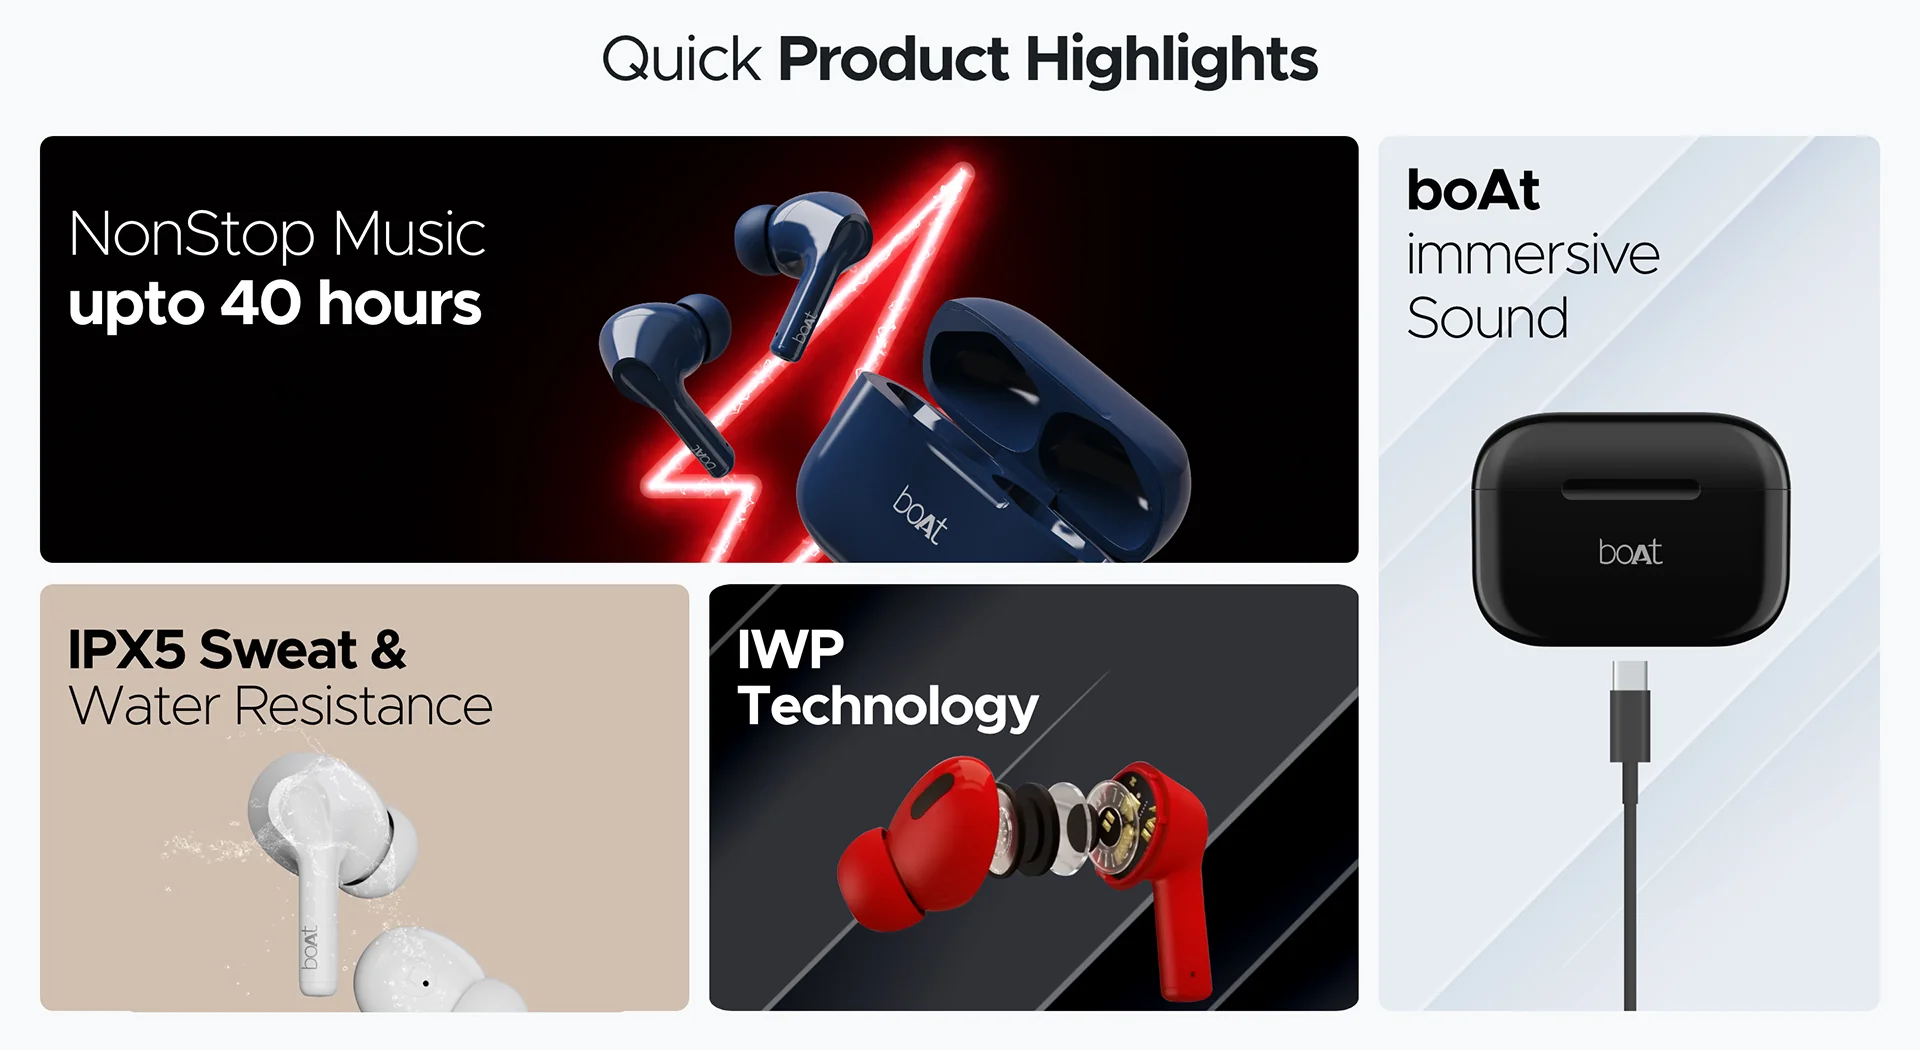 Quick Product Highlights
NonStop Music
upto 40 hours
boAt
boAt
boAt
boAt
immersive
Sound
boAt
IPX5 Sweat &
Water Resistance
boAt
IWP
Technology